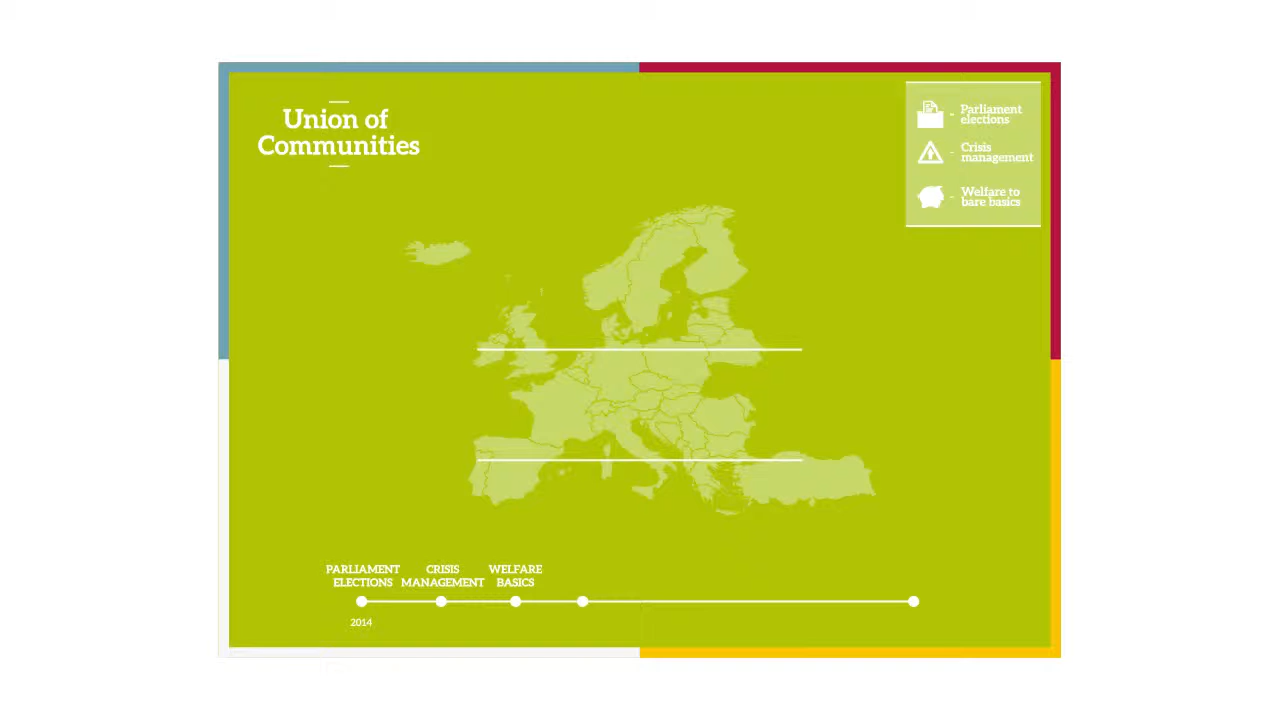 Union of
Communities
- Parliament
elections
- Crisis
management
- Welfare to
bare basics
PARLIAMENT
ELECTIONS
CRISIS
MANAGEMENT
WELFARE
BASICS
2014